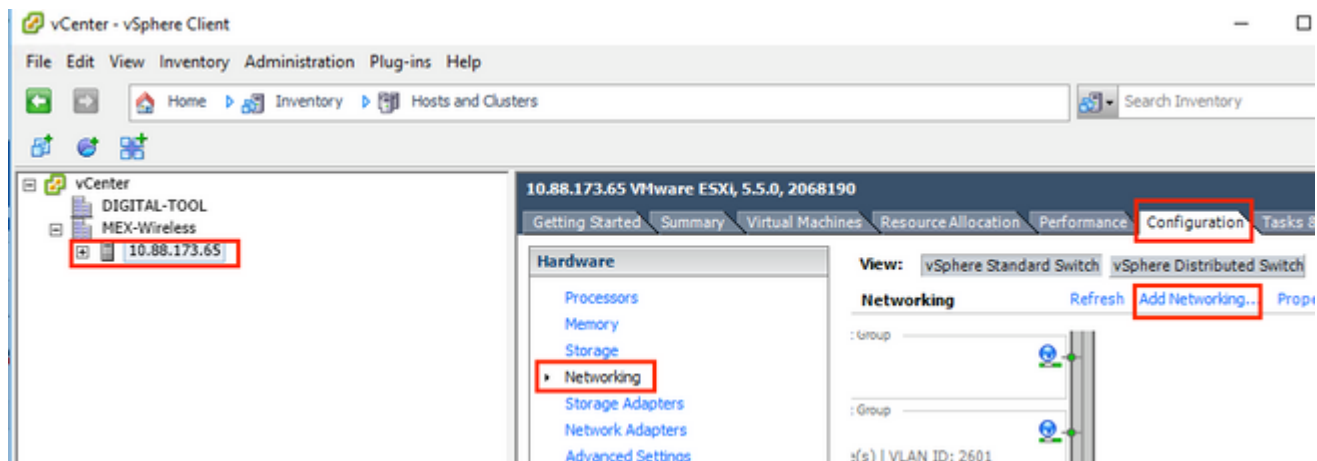 vCenter - vSphere Client
File Edit View Inventory Administration Plug-ins Help
Home Inventory Hosts and Clusters
Search Inventory
vCenter
DIGITAL-TOOL
MEX-Wireless
10.88.173.65
10.88.173.65 VMware ESXi, 5.5.0, 2068190
Getting Started Summary Virtual Machines Resource Allocation Performance Configuration Tasks &
Hardware
Processors
Memory
Storage
Networking
Storage Adapters
Network Adapters
Advanced Settings
View: vSphere Standard Switch vSphere Distributed Switch
Networking Refresh Add Networking... Prope
: Group
: Group
e(s) | VLAN ID: 2601